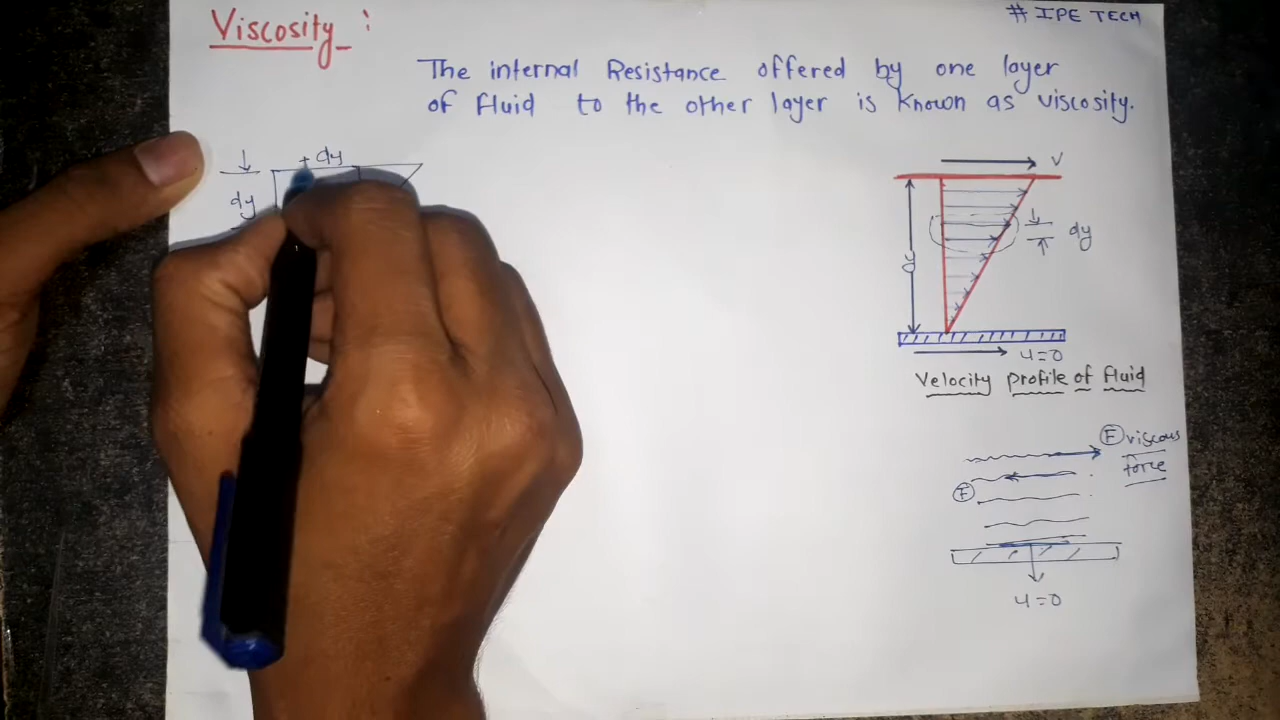 Viscosity :
# IPE TECH
The internal Resistance offered by one layer
of Fluid to the other layer is known as viscosity.
dy
dy
V
dy
y
u=0
Velocity profile of fluid
F viscous
force
F
u=0